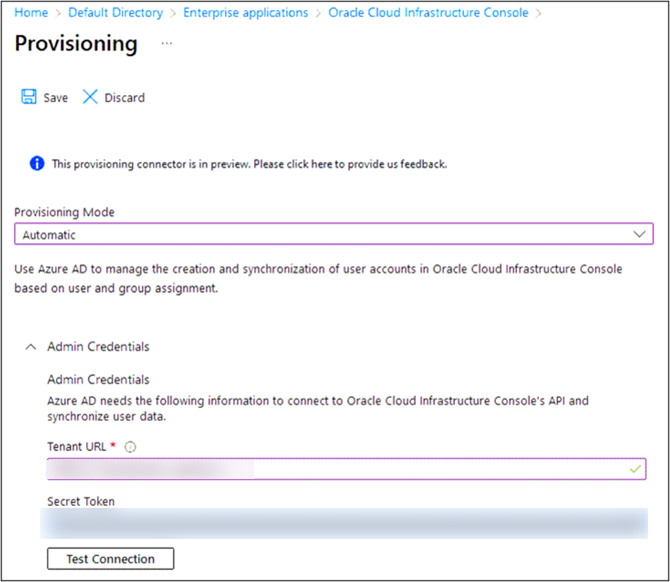 Home > Default Directory > Enterprise applications > Oracle Cloud Infrastructure Console >
Provisioning ...
Save Discard
This provisioning connector is in preview. Please click here to provide us feedback.
Provisioning Mode
Automatic
Use Azure AD to manage the creation and synchronization of user accounts in Oracle Cloud Infrastructure Console
based on user and group assignment.
Admin Credentials
Admin Credentials
Azure AD needs the following information to connect to Oracle Cloud Infrastructure Console's API and
synchronize user data.
Tenant URL *
Secret Token
Test Connection